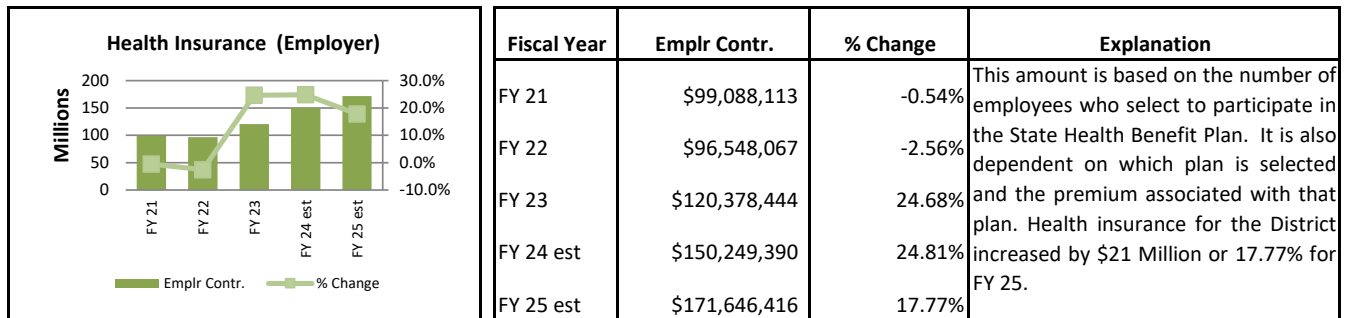 Health Insurance (Employer)
Millions
200
150
100
50
0
30.0%
20.0%
10.0%
0.0%
-10.0%
FY 21
FY 22
FY 23
FY 24 est
FY 25 est
Emplr Contr.
% Change
Fiscal Year Emplr Contr. % Change Explanation
FY 21 $99,088,113 -0.54%
FY 22 $96,548,067 -2.56%
FY 23 $120,378,444 24.68%
FY 24 est $150,249,390 24.81%
FY 25 est $171,646,416 17.77%
This amount is based on the number of
employees who select to participate in
the State Health Benefit Plan. It is also
dependent on which plan is selected
and the premium associated with that
plan. Health insurance for the District
increased by $21 Million or 17.77% for
FY 25.